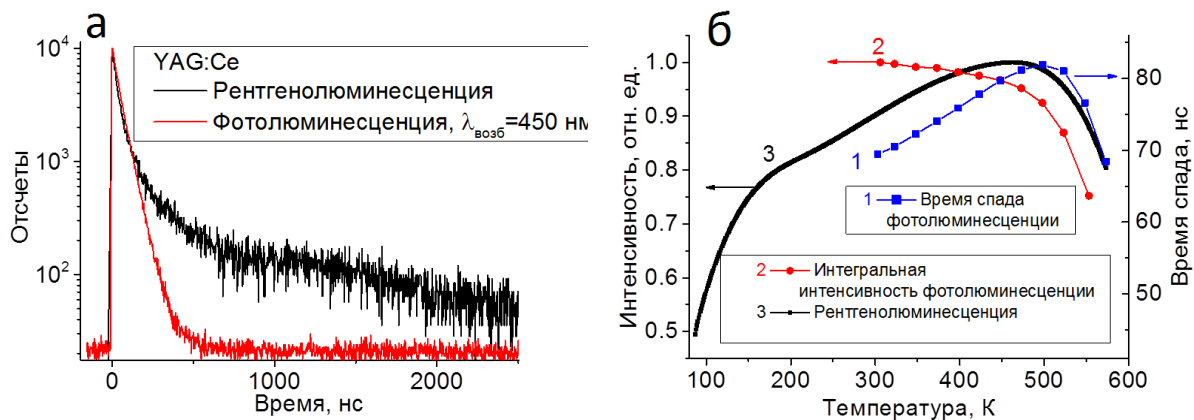 а
10⁴
10³
10²
Отсчеты
YAG:Ce
Рентгенолюминесценция
Фотолюминесценция, λвозб=450 нм
0
1000
2000
Время, нс
б
1.0
0.9
0.8
0.7
0.6
0.5
Интенсивность, отн. ед.
2
3
1
1 Время спада
фотолюминесценции
2 Интегральная
интенсивность фотолюминесценции
3 Рентгенолюминесценция
80
70
60
50
Время спада, нс
100
200
300
400
500
600
Температура, К